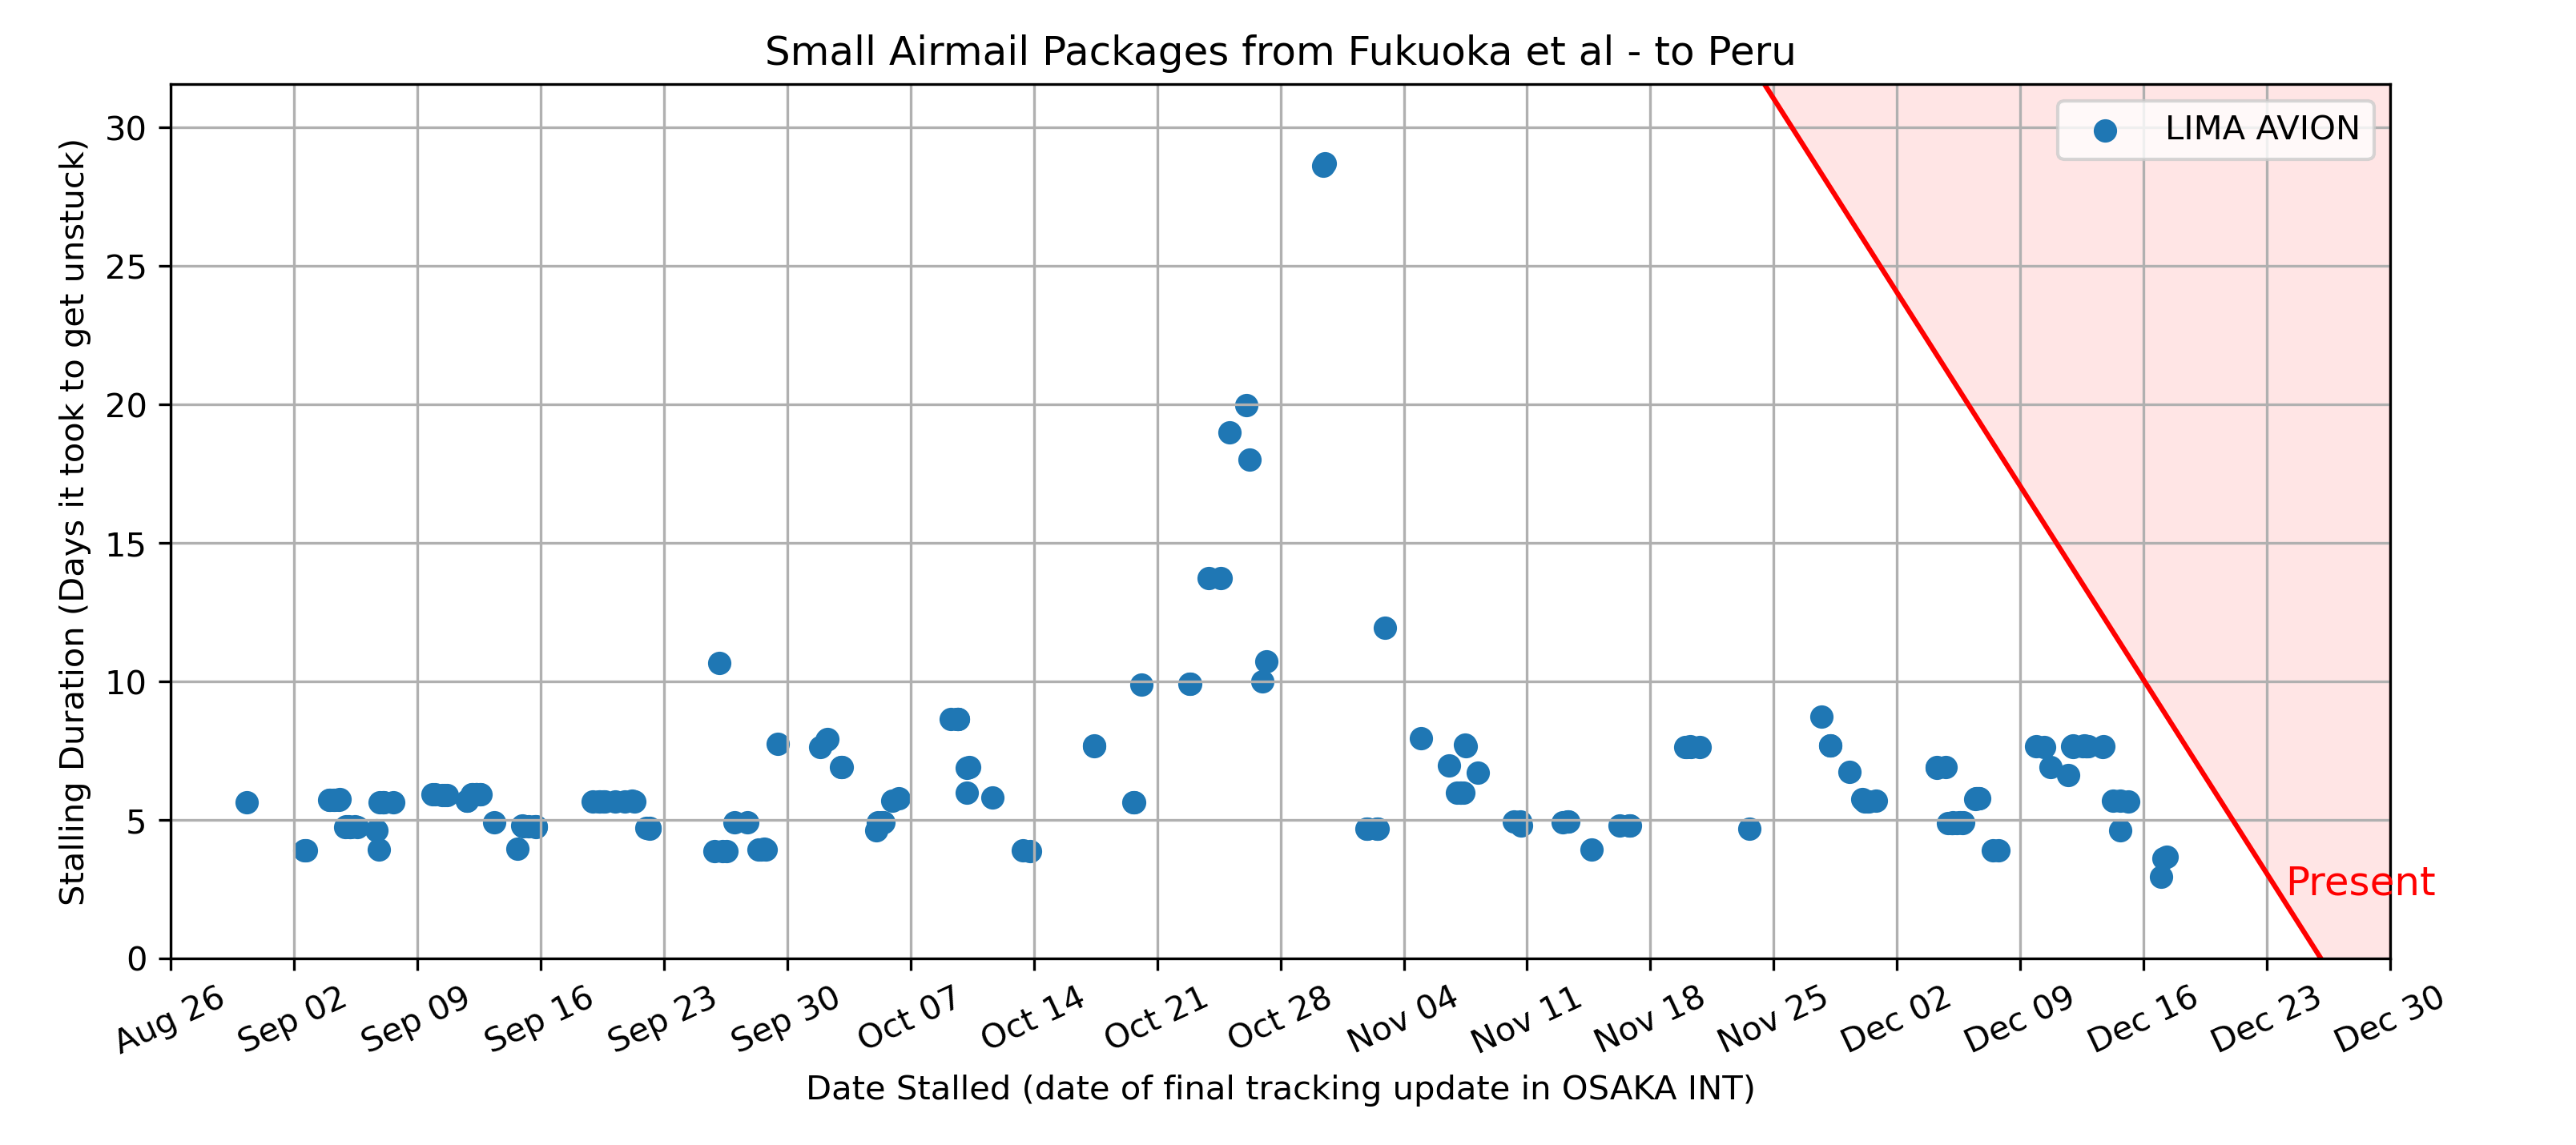 Small Airmail Packages from Fukuoka et al - to Peru
Stalling Duration (Days it took to get unstuck)
30
25
20
15
10
5
0
LIMA AVION
Present
Aug 26
Sep 02
Sep 09
Sep 16
Sep 23
Sep 30
Oct 07
Oct 14
Oct 21
Oct 28
Nov 04
Nov 11
Nov 18
Nov 25
Dec 02
Dec 09
Dec 16
Dec 23
Dec 30
Date Stalled (date of final tracking update in OSAKA INT)